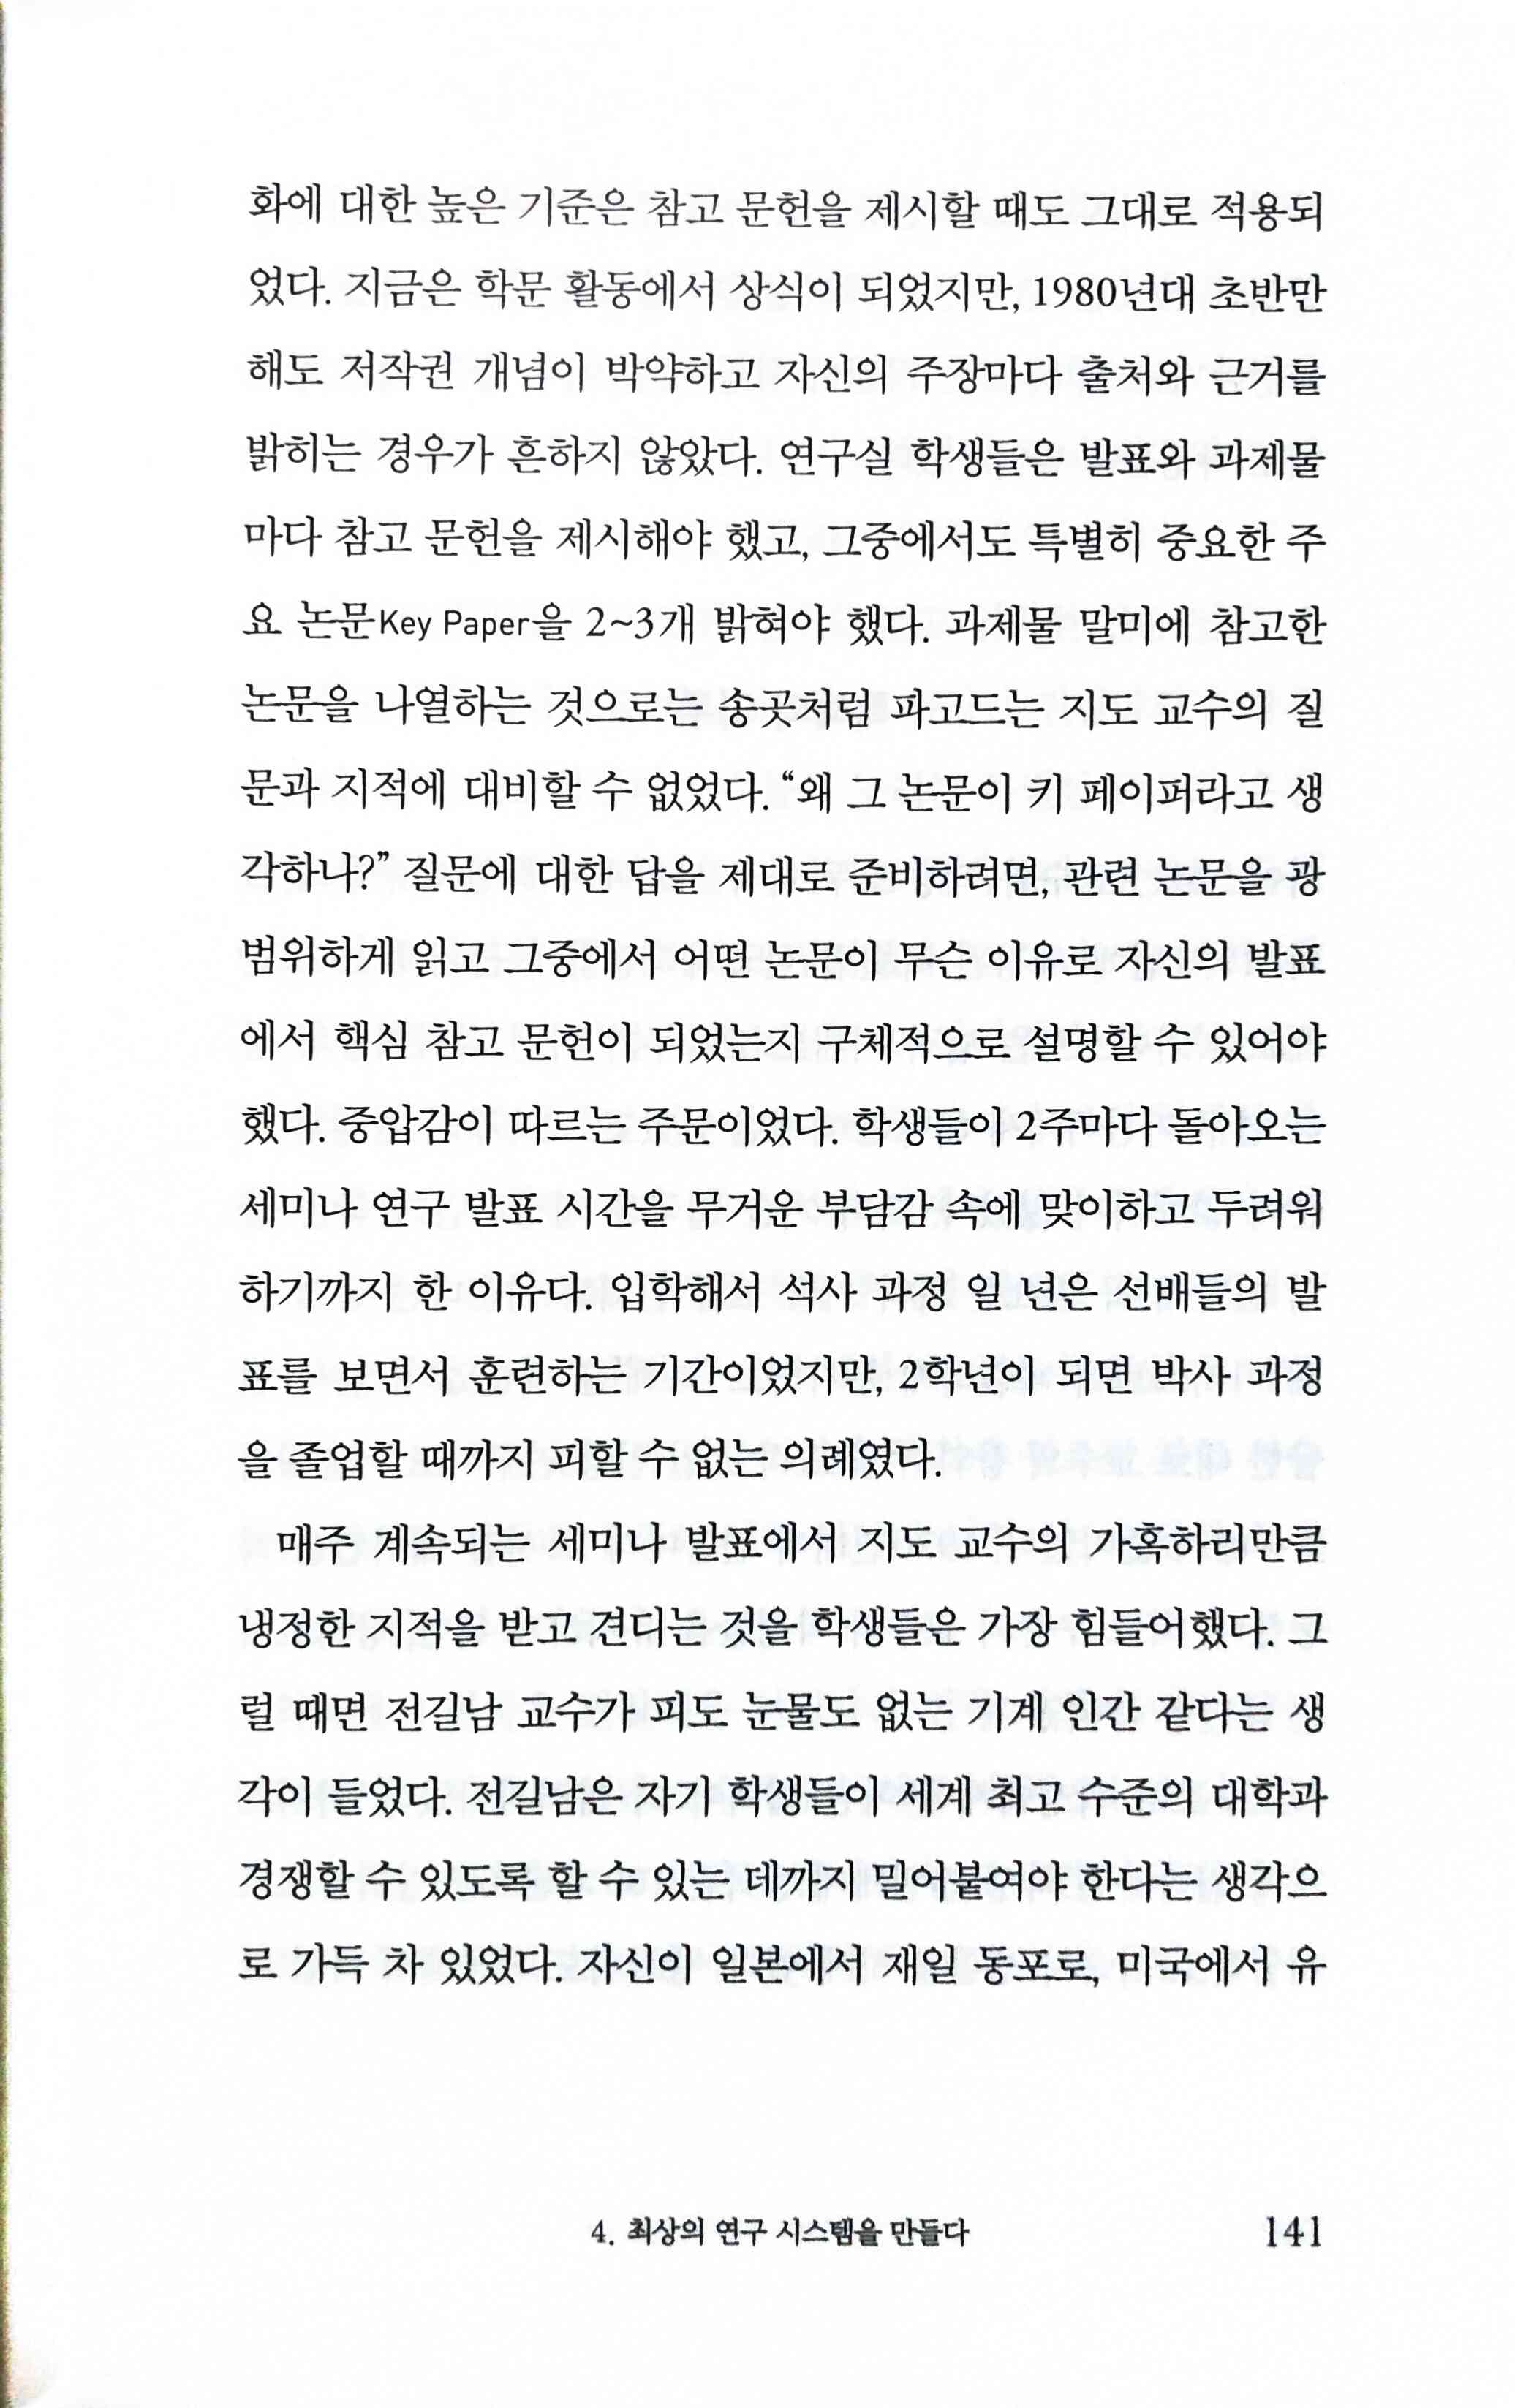 화에 대한 높은 기준은 참고 문헌을 제시할 때도 그대로 적용되
었다. 지금은 학문 활동에서 상식이 되었지만, 1980년대 초반만
해도 저작권 개념이 박약하고 자신의 주장마다 출처와 근거를
밝히는 경우가 흔하지 않았다. 연구실 학생들은 발표와 과제물
마다 참고 문헌을 제시해야 했고, 그중에서도 특별히 중요한 주
요 논문Key Paper을 2~3개 밝혀야 했다. 과제물 말미에 참고한
논문을 나열하는 것으로는 송곳처럼 파고드는 지도 교수의 질
문과 지적에 대비할 수 없었다. “왜 그 논문이 키 페이퍼라고 생
각하나?” 질문에 대한 답을 제대로 준비하려면, 관련 논문을 광
범위하게 읽고 그중에서 어떤 논문이 무슨 이유로 자신의 발표
에서 핵심 참고 문헌이 되었는지 구체적으로 설명할 수 있어야
했다. 중압감이 따르는 주문이었다. 학생들이 2주마다 돌아오는
세미나 연구 발표 시간을 무거운 부담감 속에 맞이하고 두려워
하기까지 한 이유다. 입학해서 석사 과정 일 년은 선배들의 발
표를 보면서 훈련하는 기간이었지만, 2학년이 되면 박사 과정
을 졸업할 때까지 피할 수 없는 의례였다.
매주 계속되는 세미나 발표에서 지도 교수의 가혹하리만큼
냉정한 지적을 받고 견디는 것을 학생들은 가장 힘들어했다. 그
럴 때면 전길남 교수가 피도 눈물도 없는 기계 인간 같다는 생
각이 들었다. 전길남은 자기 학생들이 세계 최고 수준의 대학과
경쟁할 수 있도록 할 수 있는 데까지 밀어붙여야 한다는 생각으
로 가득 차 있었다. 자신이 일본에서 재일 동포로, 미국에서 유
4. 최상의 연구 시스템을 만들다 141